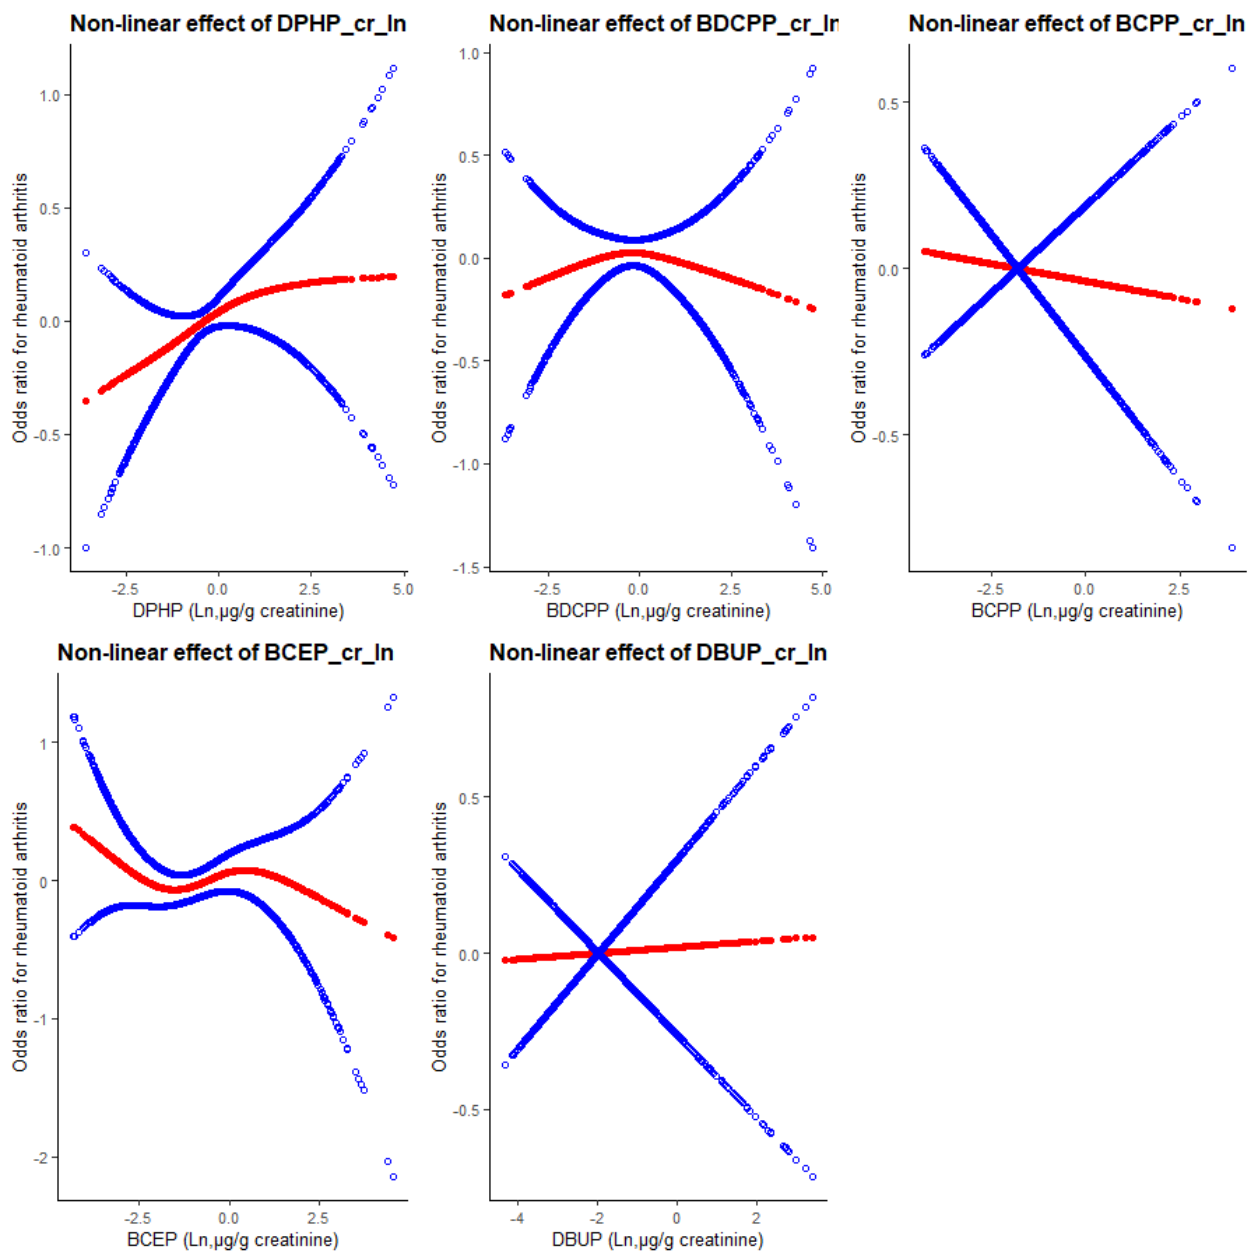 Non-linear effect of DPHP_cr_ln
Non-linear effect of BDCPP_cr_ln
Non-linear effect of BCPP_cr_ln
Odds ratio for rheumatoid arthritis
1.0
0.5
0.0
-0.5
-1.0
-2.5
0.0
2.5
5.0
DPHP (Ln,µg/g creatinine)
Odds ratio for rheumatoid arthritis
1.0
0.5
0.0
-0.5
-1.0
-1.5
-2.5
0.0
2.5
5.0
BDCPP (Ln,µg/g creatinine)
Odds ratio for rheumatoid arthritis
0.5
0.0
-0.5
-2.5
0.0
2.5
BCPP (Ln,µg/g creatinine)
Non-linear effect of BCEP_cr_ln
Non-linear effect of DBUP_cr_ln
Odds ratio for rheumatoid arthritis
1
0
-1
-2
-2.5
0.0
2.5
BCEP (Ln,µg/g creatinine)
Odds ratio for rheumatoid arthritis
0.5
0.0
-0.5
-4
-2
0
2
DBUP (Ln,µg/g creatinine)